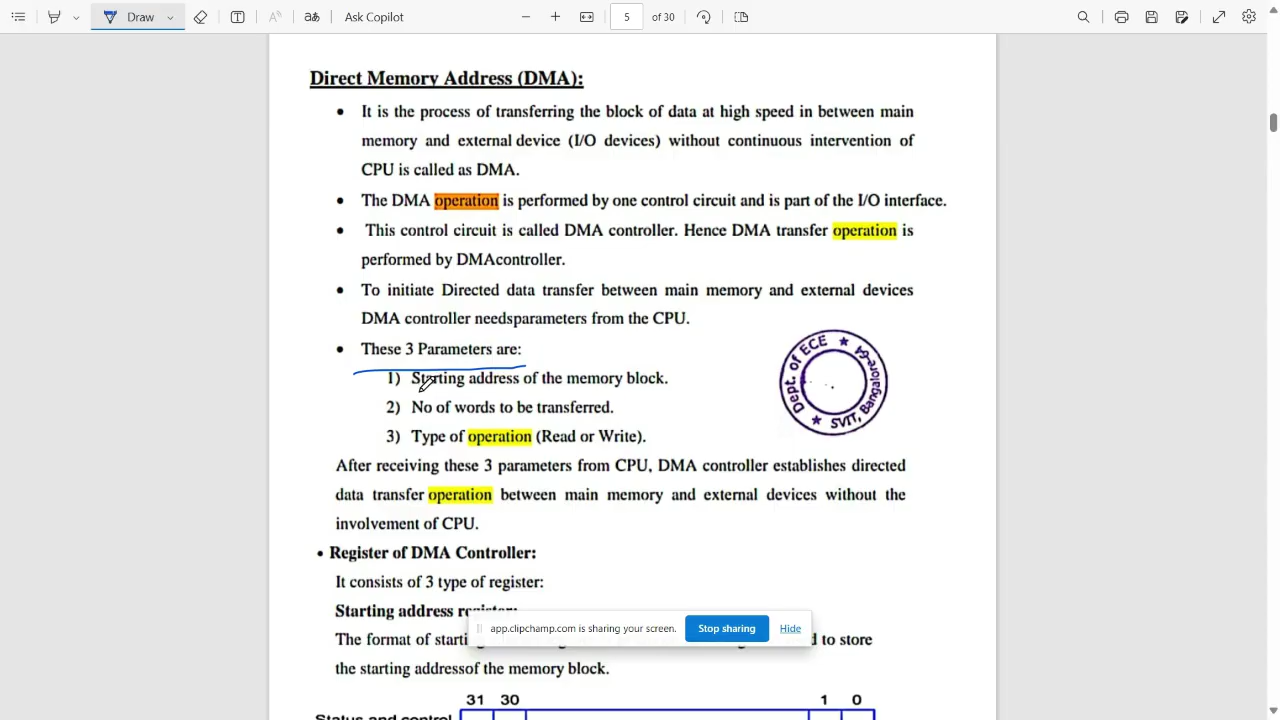 Draw
Ask Copilot
5 of 30
Direct Memory Address (DMA):
• It is the process of transferring the block of data at high speed in between main
memory and external device (I/O devices) without continuous intervention of
CPU is called as DMA.
• The DMA operation is performed by one control circuit and is part of the I/O interface.
• This control circuit is called DMA controller. Hence DMA transfer operation is
performed by DMAcontroller.
• To initiate Directed data transfer between main memory and external devices
DMA controller needsparameters from the CPU.
• These 3 Parameters are:
1) Starting address of the memory block.
2) No of words to be transferred.
3) Type of operation (Read or Write).
Dept. of ECE ★ SVIT, Bangalore-64 ★
After receiving these 3 parameters from CPU, DMA controller establishes directed
data transfer operation between main memory and external devices without the
involvement of CPU.
• Register of DMA Controller:
It consists of 3 type of register:
Starting address register:
app.clipchamp.com is sharing your screen. Stop sharing Hide
The format of starti d to store
the starting addressof the memory block.
31 30 1 0
Status and control